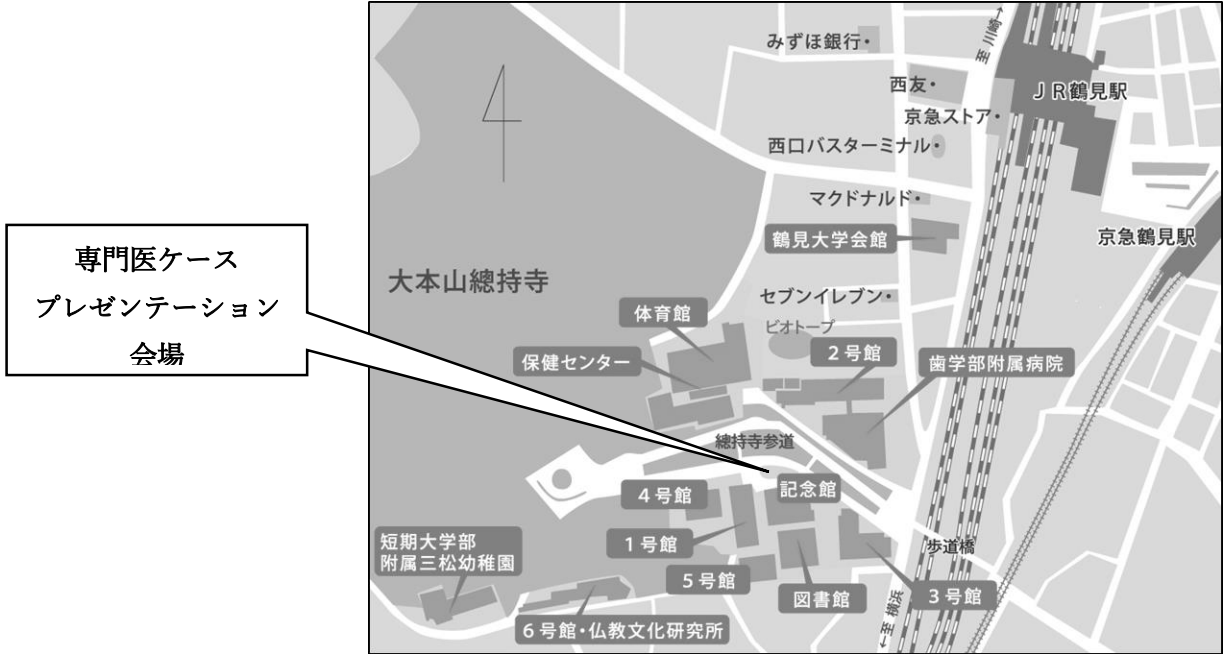 みずほ銀行・
至 川崎→
西友・
JR鶴見駅
京急ストア・
西口バスターミナル・
マクドナルド・
鶴見大学会館
京急鶴見駅
専門医ケース
プレゼンテーション
会場
大本山總持寺
セブンイレブン・
体育館
ビオトープ
2号館
保健センター
歯学部附属病院
總持寺参道
記念館
4号館
1号館
短期大学部
附属三松幼稚園
歩道橋
5号館
図書館
3号館
6号館・仏教文化研究所
←至 横浜